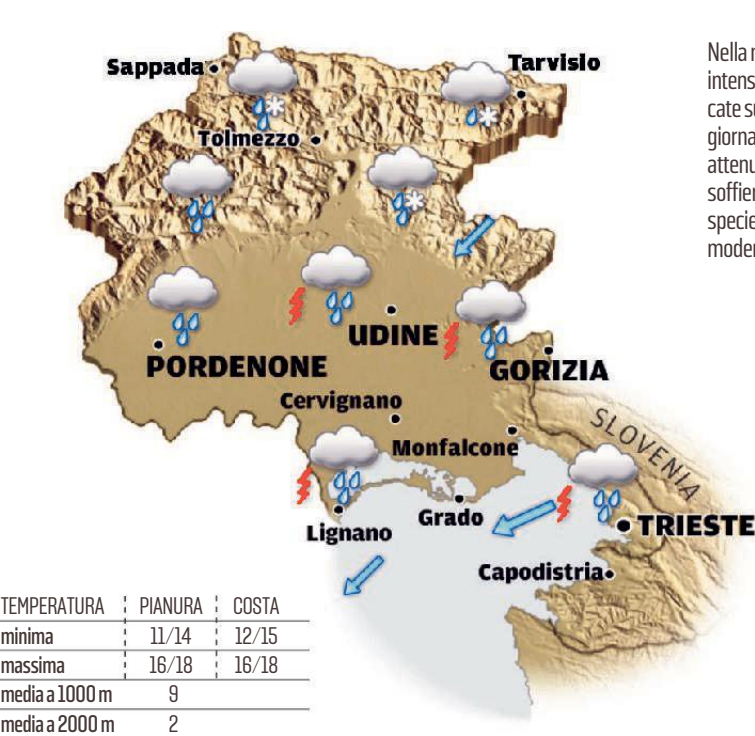 Nella
intens
cate
giorna
attenu
soffier
specie
moder
Sappada
Tarvisio
Tolmezzo
UDINE
PORDENONE
GORIZIA
Cervignano
Monfalcone
SLOVENIA
Grado
Lignano
TRIESTE
Capodistria
TEMPERATURA PIANURA COSTA
minima 11/14 12/15
massima 16/18 16/18
media a 1000 m 9
media a 2000 m 2